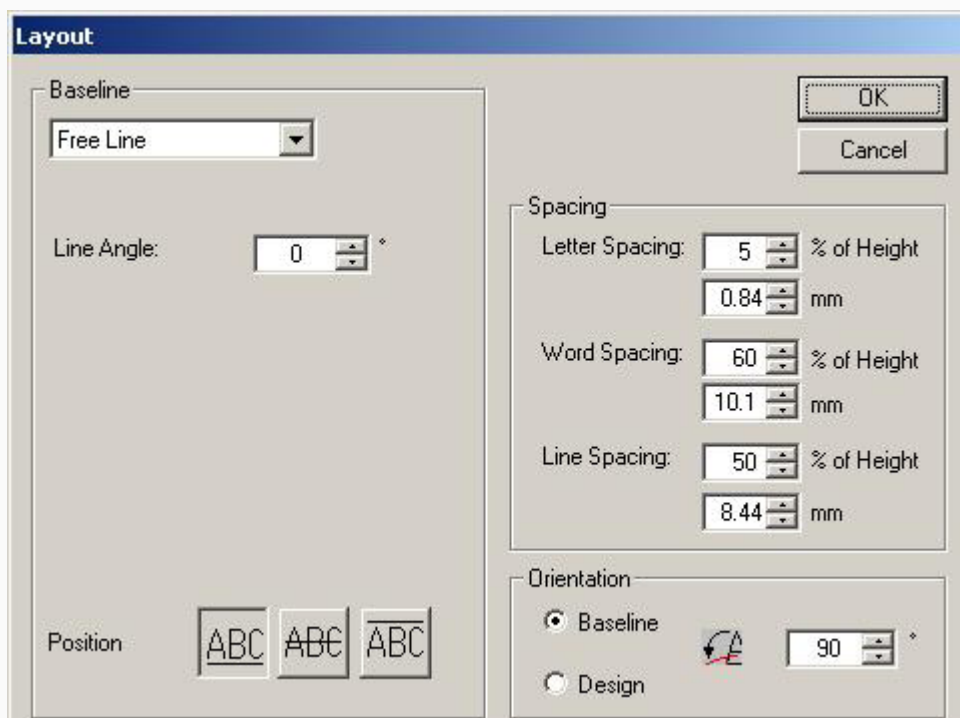 Layout
Baseline
Free Line
Line Angle: 0 °
Position ABC ABC ABC
OK
Cancel
Spacing
Letter Spacing: 5 % of Height
0.84 mm
Word Spacing: 60 % of Height
10.1 mm
Line Spacing: 50 % of Height
8.44 mm
Orientation
Baseline
90 °
Design